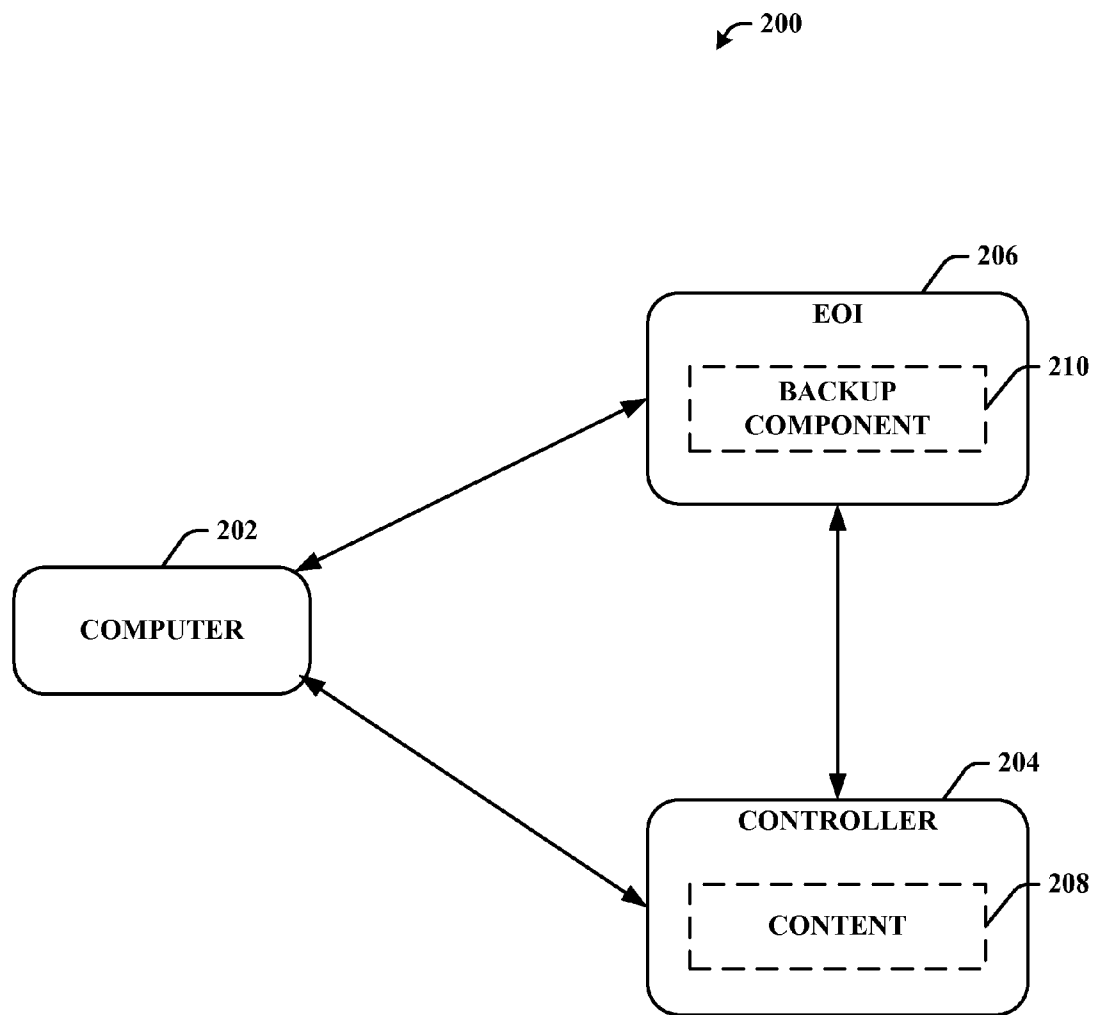 200
206
EOI
210
BACKUP
COMPONENT
202
COMPUTER
204
CONTROLLER
208
CONTENT